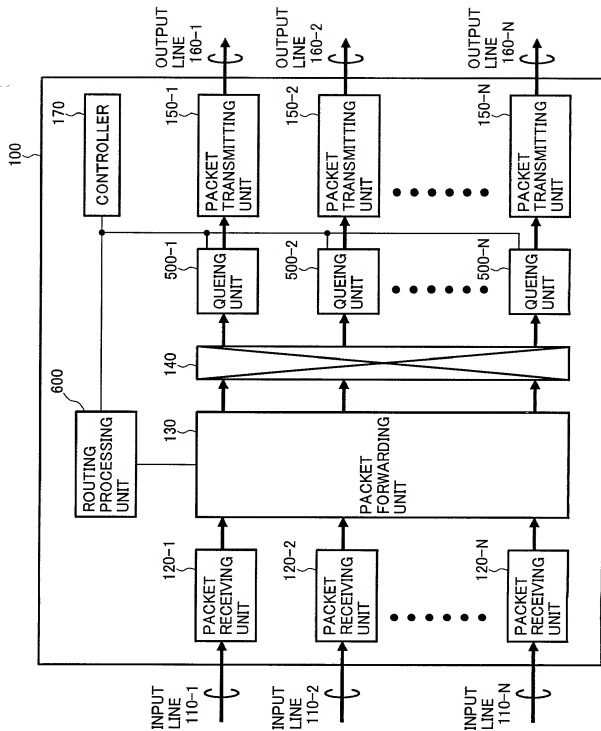 100
ROUTING
PROCESSING
UNIT
600
CONTROLLER
170
INPUT
LINE
110-1
PACKET
RECEIVING
UNIT
120-1
INPUT
LINE
110-2
PACKET
RECEIVING
UNIT
120-2
INPUT
LINE
110-N
PACKET
RECEIVING
UNIT
120-N
PACKET
FORWARDING
UNIT
130
140
QUEING
UNIT
500-1
QUEING
UNIT
500-2
QUEING
UNIT
500-N
PACKET
TRANSMITTING
UNIT
150-1
PACKET
TRANSMITTING
UNIT
150-2
PACKET
TRANSMITTING
UNIT
150-N
OUTPUT
LINE
160-1
OUTPUT
LINE
160-2
OUTPUT
LINE
160-N